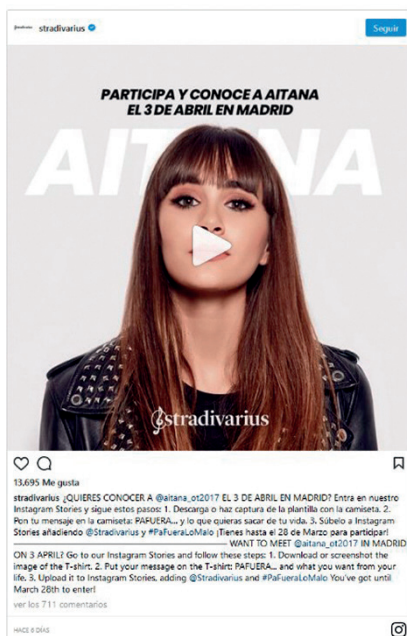 stradivarius
Seguir
PARTICIPA Y CONOCE A AITANA
EL 3 DE ABRIL EN MADRID
AITANA
stradivarius
13,695 Me gusta
stradivarius ¿QUIERES CONOCER A @aitana_ot2017 EL 3 DE ABRIL EN MADRID? Entra en nuestro
Instagram Stories y sigue estos pasos: 1. Descarga o haz captura de la plantilla con la camiseta. 2.
Pon tu mensaje en la camiseta: PAFUERA... y lo que quieras sacar de tu vida. 3. Súbelo a Instagram
Stories añadiendo @Stradivarius y #PaFueraLoMalo ¡Tienes hasta el 28 de Marzo para participar!
WANT TO MEET @aitana_ot2017 IN MADRID
ON 3 APRIL? Go to our Instagram Stories and follow these steps: 1. Download or screenshot the
image of the T-shirt. 2. Put your message on the T-shirt: PAFUERA... and what you want from your
life. 3. Upload it to Instagram Stories, adding @Stradivarius and #PaFueraLoMalo You've got until
March 28th to enter!
ver los 711 comentarios
HACE 6 DÍAS